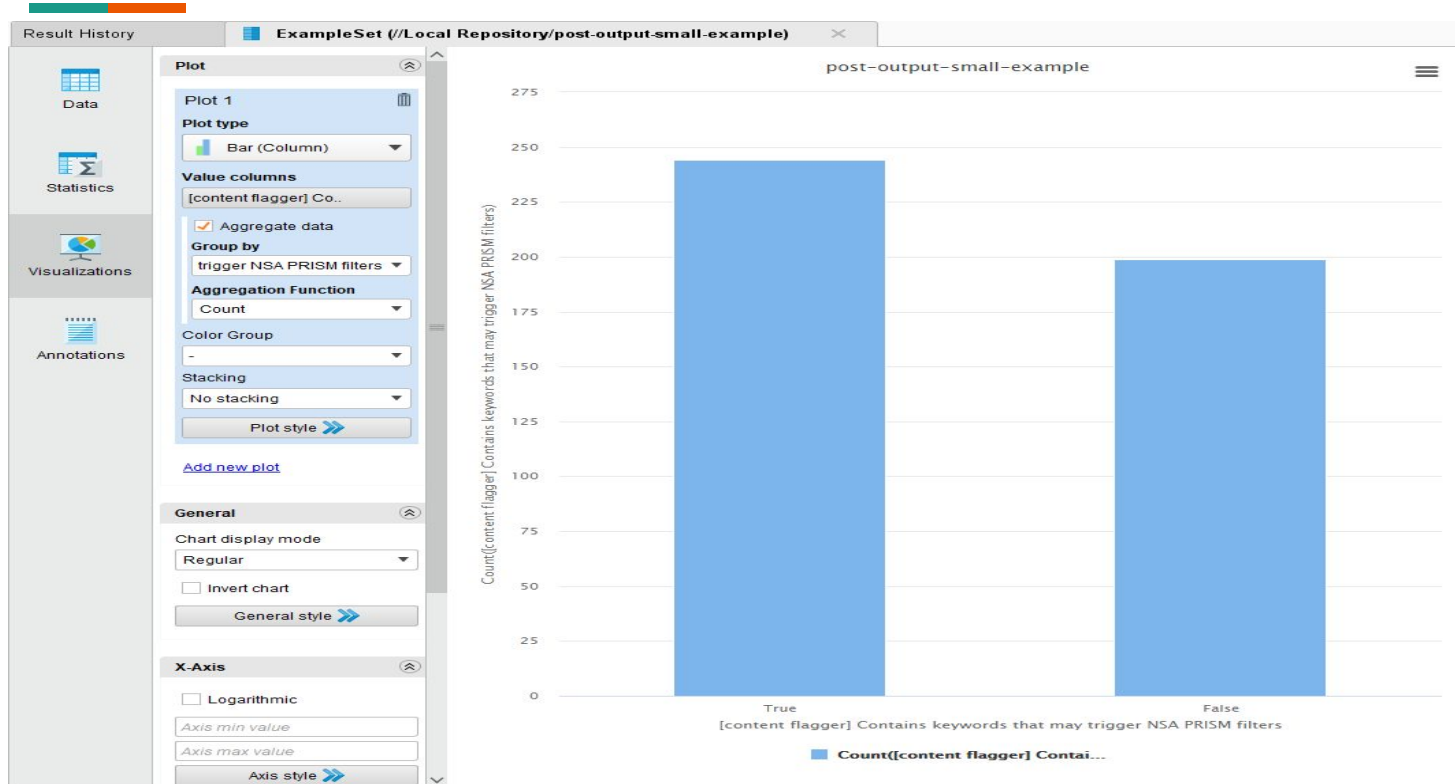 Result History
ExampleSet (//Local Repository/post-output-small-example)
Data
Statistics
Visualizations
Annotations
Plot
Plot 1
Plot type
Bar (Column)
Value columns
[content flagger] Co..
Aggregate data
Group by
trigger NSA PRISM filters
Aggregation Function
Count
Color Group
-
Stacking
No stacking
Plot style
Add new plot
General
Chart display mode
Regular
Invert chart
General style
X-Axis
Logarithmic
Axis min value
Axis max value
Axis style
post-output-small-example
Count([content flagger] Contains keywords that may trigger NSA PRISM filters)
275
250
225
200
175
150
125
100
75
50
25
0
True
False
[content flagger] Contains keywords that may trigger NSA PRISM filters
Count([content flagger] Contai...